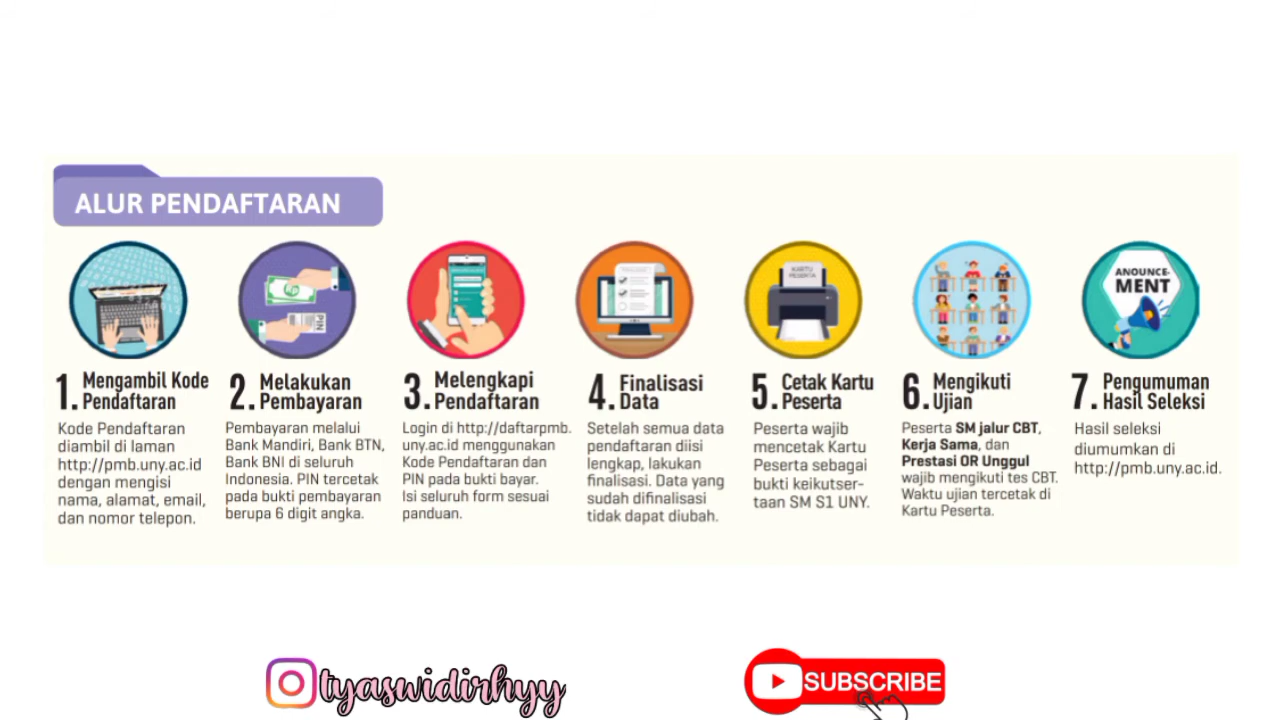 ALUR PENDAFTARAN
PIN
KARTU
PESERTA
ANOUNCE-
MENT
1. Mengambil Kode
Pendaftaran
Kode Pendaftaran
diambil di laman
http://pmb.uny.ac.id
dengan mengisi
nama, alamat, email,
dan nomor telepon.
2. Melakukan
Pembayaran
Pembayaran melalui
Bank Mandiri, Bank BTN,
Bank BNI di seluruh
Indonesia. PIN tercetak
pada bukti pembayaran
berupa 6 digit angka.
3. Melengkapi
Pendaftaran
Login di http://daftarpmb.
uny.ac.id menggunakan
Kode Pendaftaran dan
PIN pada bukti bayar.
Isi seluruh form sesuai
panduan.
4. Finalisasi
Data
Setelah semua data
pendaftaran diisi
lengkap, lakukan
finalisasi. Data yang
sudah difinalisasi
tidak dapat diubah.
5. Cetak Kartu
Peserta
Peserta wajib
mencetak Kartu
Peserta sebagai
bukti keikutser-
taan SM S1 UNY.
6. Mengikuti
Ujian
Peserta SM jalur CBT,
Kerja Sama, dan
Prestasi OR Unggul
wajib mengikuti tes CBT.
Waktu ujian tercetak di
Kartu Peserta.
7. Pengumuman
Hasil Seleksi
Hasil seleksi
diumumkan di
http://pmb.uny.ac.id.
tyaswidirhyy
SUBSCRIBE